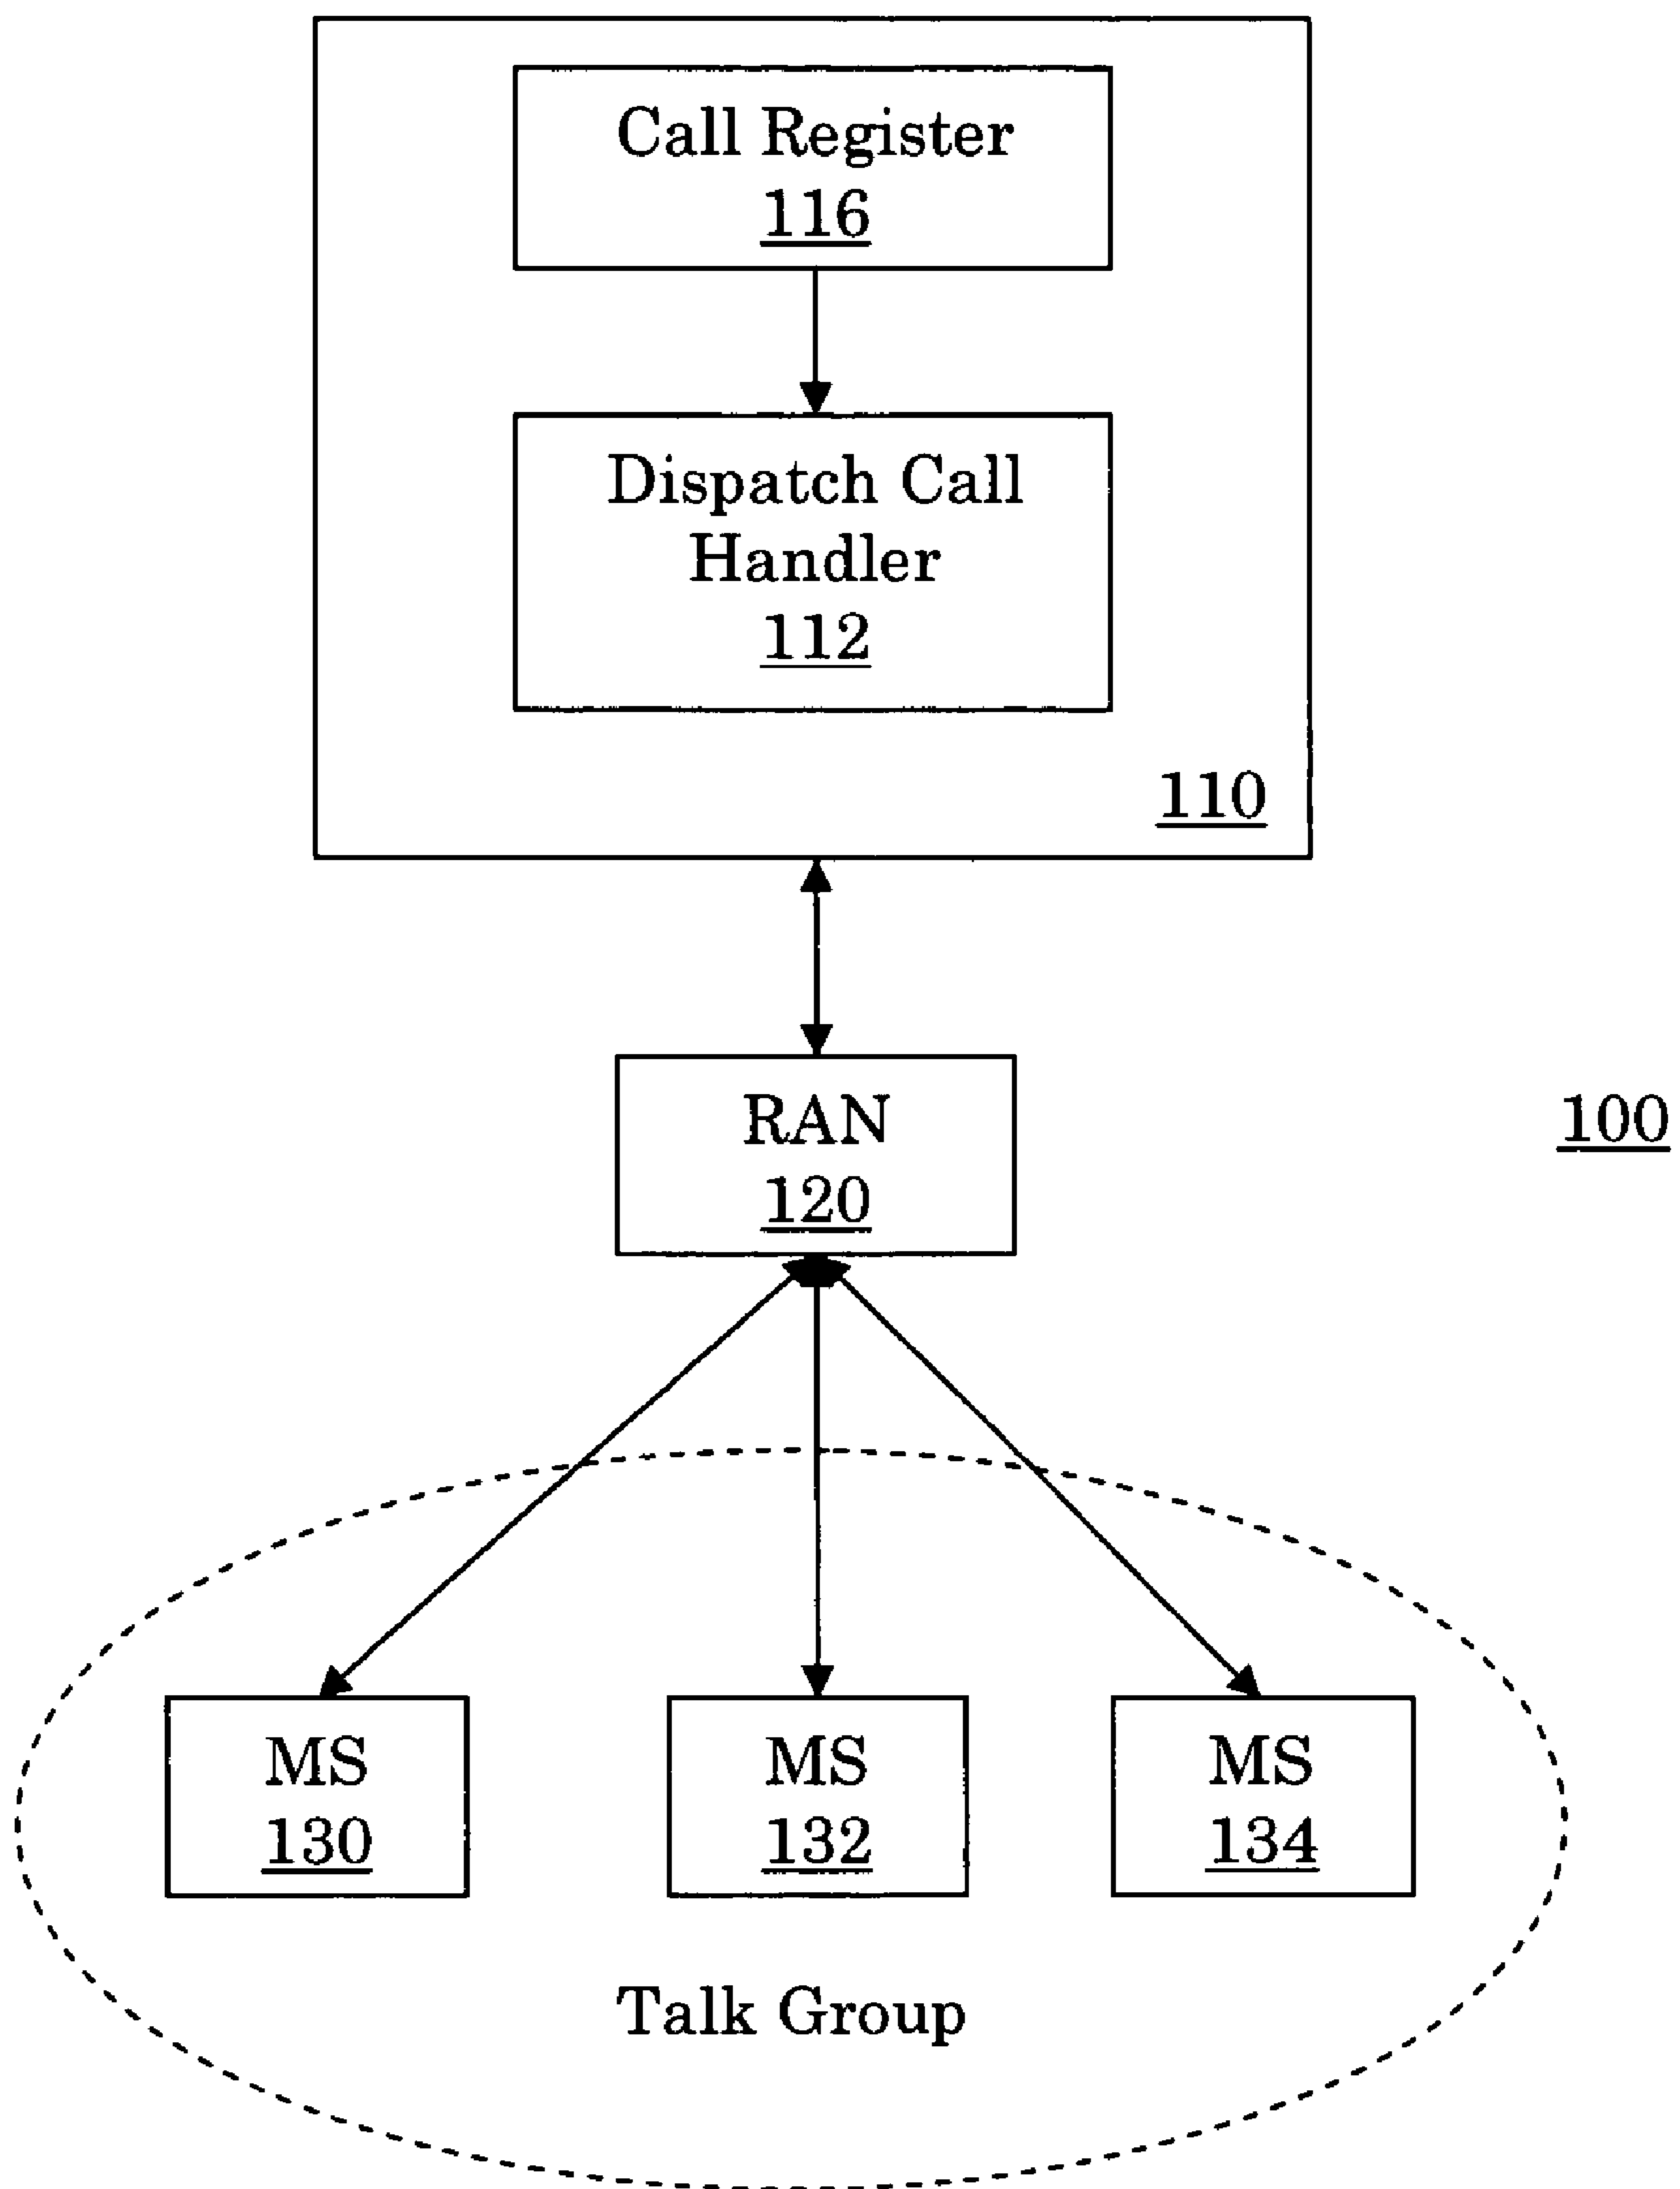 Call Register
116
Dispatch Call
Handler
112
110
RAN
120
100
MS
130
MS
132
MS
134
Talk Group